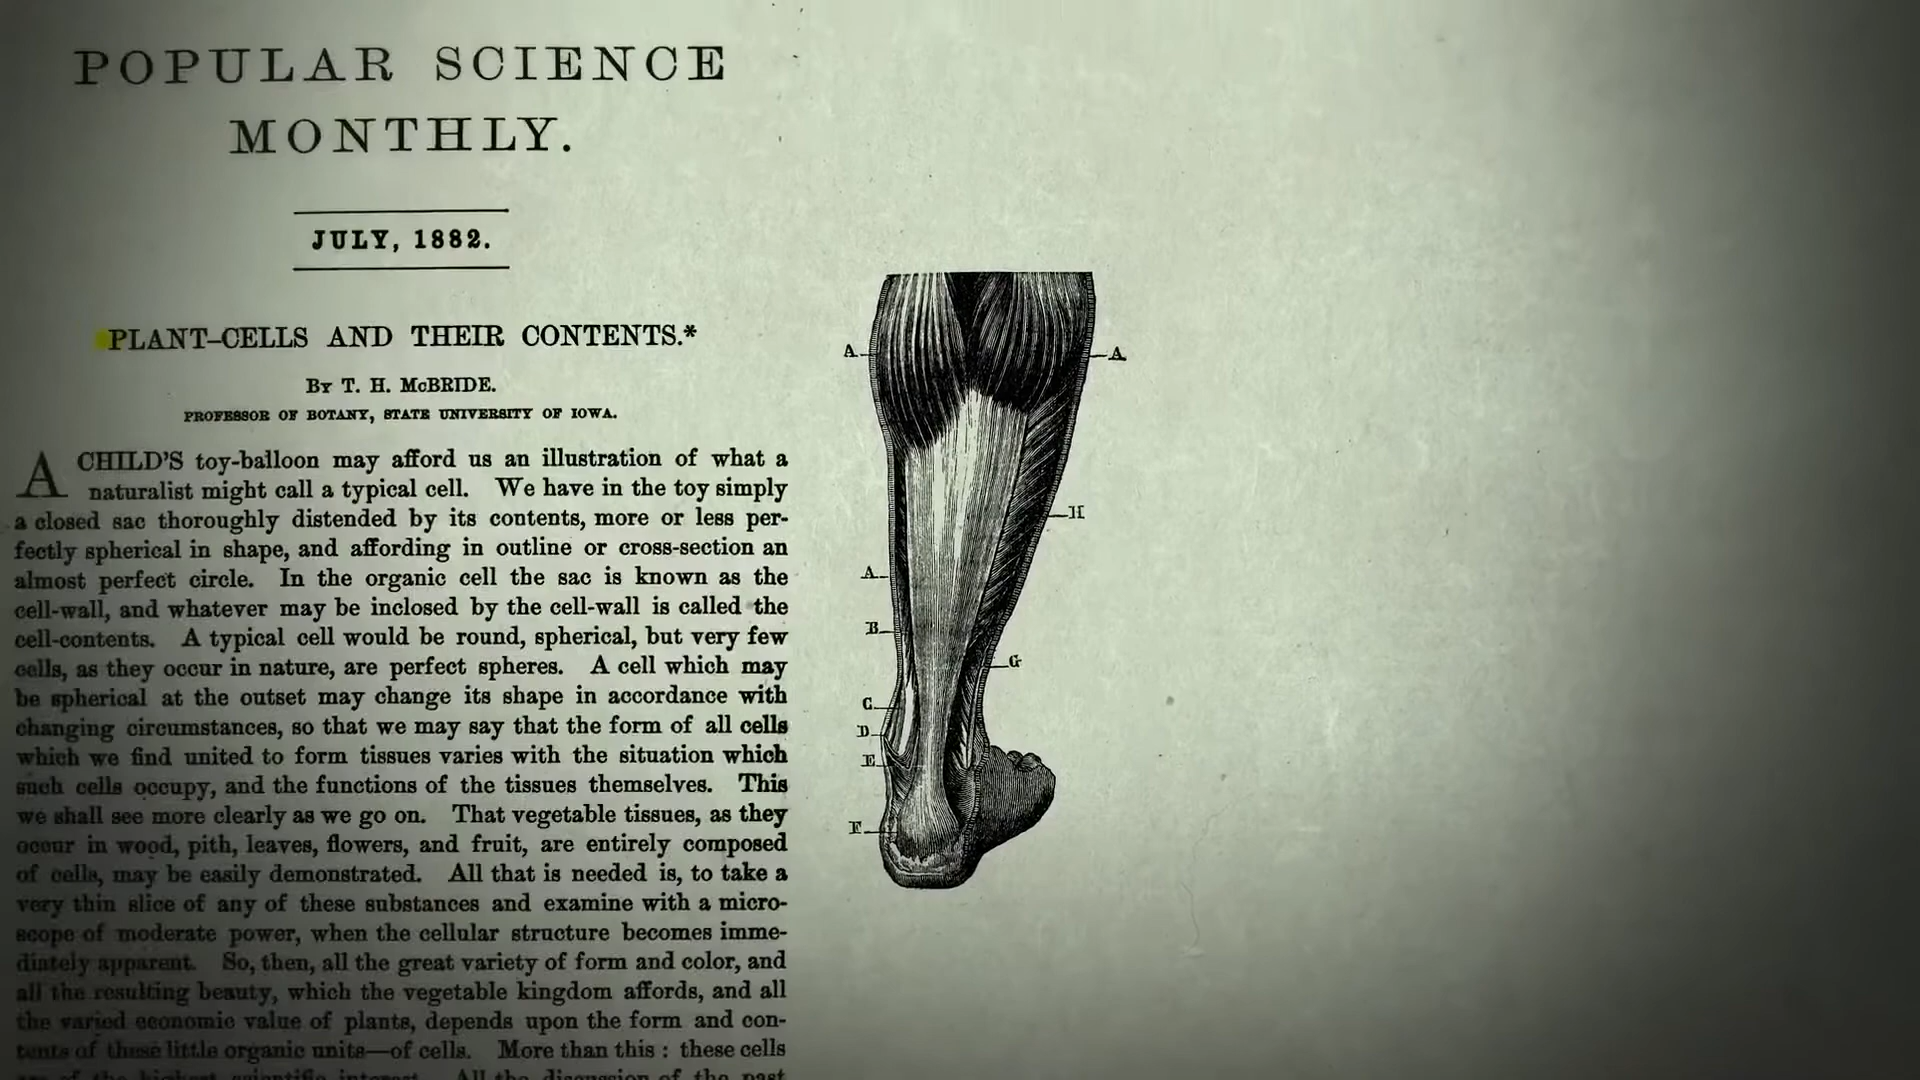 POPULAR SCIENCE
MONTHLY.
JULY, 1882.
PLANT-CELLS AND THEIR CONTENTS.*
By T. H. McBRIDE.
PROFESSOR OF BOTANY, STATE UNIVERSITY OF IOWA.
A CHILD'S toy-balloon may afford us an illustration of what a
naturalist might call a typical cell. We have in the toy simply
a closed sac thoroughly distended by its contents, more or less per-
fectly spherical in shape, and affording in outline or cross-section an
almost perfect circle. In the organic cell the sac is known as the
cell-wall, and whatever may be inclosed by the cell-wall is called the
cell-contents. A typical cell would be round, spherical, but very few
cells, as they occur in nature, are perfect spheres. A cell which may
be spherical at the outset may change its shape in accordance with
changing circumstances, so that we may say that the form of all cells
which we find united to form tissues varies with the situation which
such cells occupy, and the functions of the tissues themselves. This
we shall see more clearly as we go on. That vegetable tissues, as they
occur in wood, pith, leaves, flowers, and fruit, are entirely composed
of cells, may be easily demonstrated. All that is needed is, to take a
very thin slice of any of these substances and examine with a micro-
scope of moderate power, when the cellular structure becomes imme-
diately apparent. So, then, all the great variety of form and color, and
all the resulting beauty, which the vegetable kingdom affords, and all
the varied economic value of plants, depends upon the form and con-
tents of these little organic units—of cells. More than this : these cells
are of the highest scientific interest. All the discussion of the past
A
A
H
A
B
G
C
D
E
F